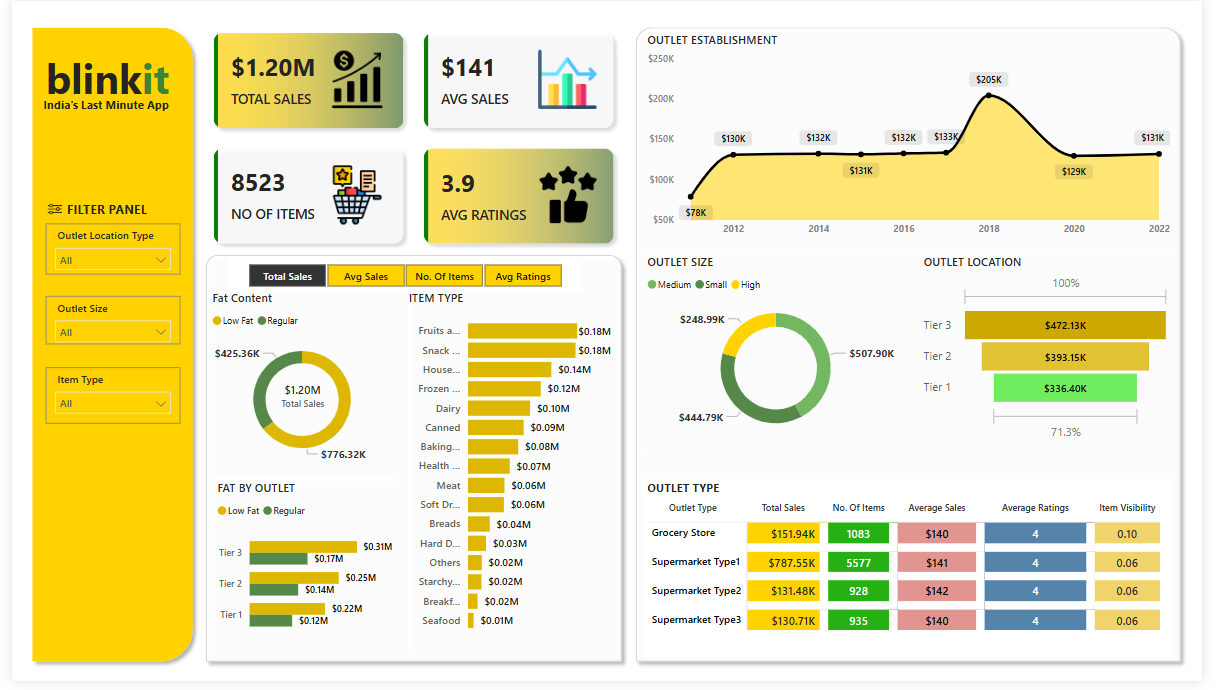 blinkit
India's Last Minute App
FILTER PANEL
Outlet Location Type
All
Outlet Size
All
Item Type
All
$1.20M
TOTAL SALES
$141
AVG SALES
8523
NO OF ITEMS
3.9
AVG RATINGS
Total Sales Avg Sales No. Of Items Avg Ratings
Fat Content
Low Fat Regular
$425.36K
$1.20M
Total Sales
$776.32K
FAT BY OUTLET
Low Fat Regular
Tier 3 $0.31M
$0.17M
Tier 2 $0.25M
$0.14M
Tier 1 $0.22M
$0.12M
ITEM TYPE
Fruits a... $0.18M
Snack ... $0.18M
House... $0.14M
Frozen ... $0.12M
Dairy $0.10M
Canned $0.09M
Baking... $0.08M
Health ... $0.07M
Meat $0.06M
Soft Dr... $0.06M
Breads $0.04M
Hard D... $0.03M
Others $0.02M
Starchy... $0.02M
Breakf... $0.02M
Seafood $0.01M
OUTLET ESTABLISHMENT
$250K
$200K
$150K
$100K
$50K
$78K
$130K
$132K
$131K
$132K
$133K
$205K
$129K
$131K
2012 2014 2016 2018 2020 2022
OUTLET SIZE
Medium Small High
$248.99K
$507.90K
$444.79K
OUTLET LOCATION
100%
Tier 3 $472.13K
Tier 2 $393.15K
Tier 1 $336.40K
71.3%
OUTLET TYPE
Outlet Type Total Sales No. Of Items Average Sales Average Ratings Item Visibility
Grocery Store $151.94K 1083 $140 4 0.10
Supermarket Type1 $787.55K 5577 $141 4 0.06
Supermarket Type2 $131.48K 928 $142 4 0.06
Supermarket Type3 $130.71K 935 $140 4 0.06